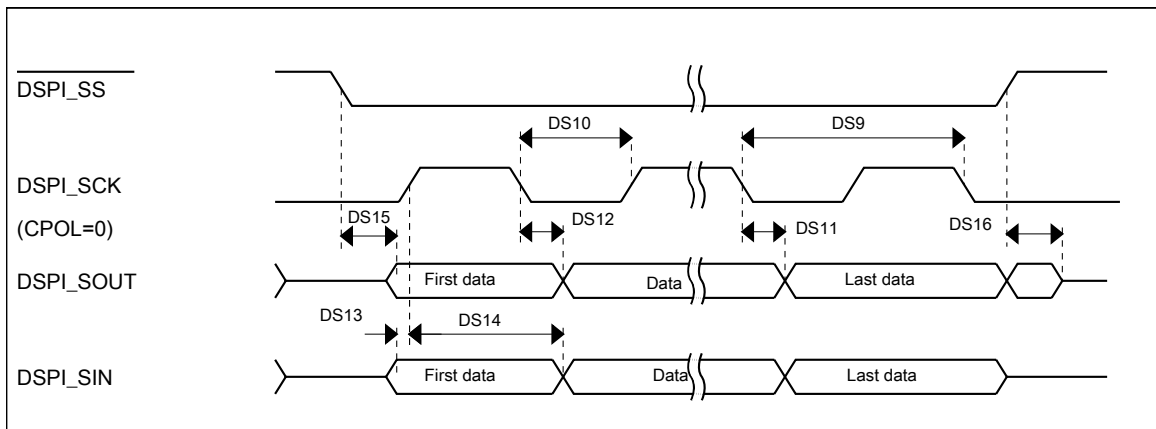 DSPI_SS
DS10
DS9
DSPI_SCK
(CPOL=0)
DS15
DS12
DS11
DS16
DSPI_SOUT
First data
Data
Last data
DS13
DS14
DSPI_SIN
First data
Data
Last data